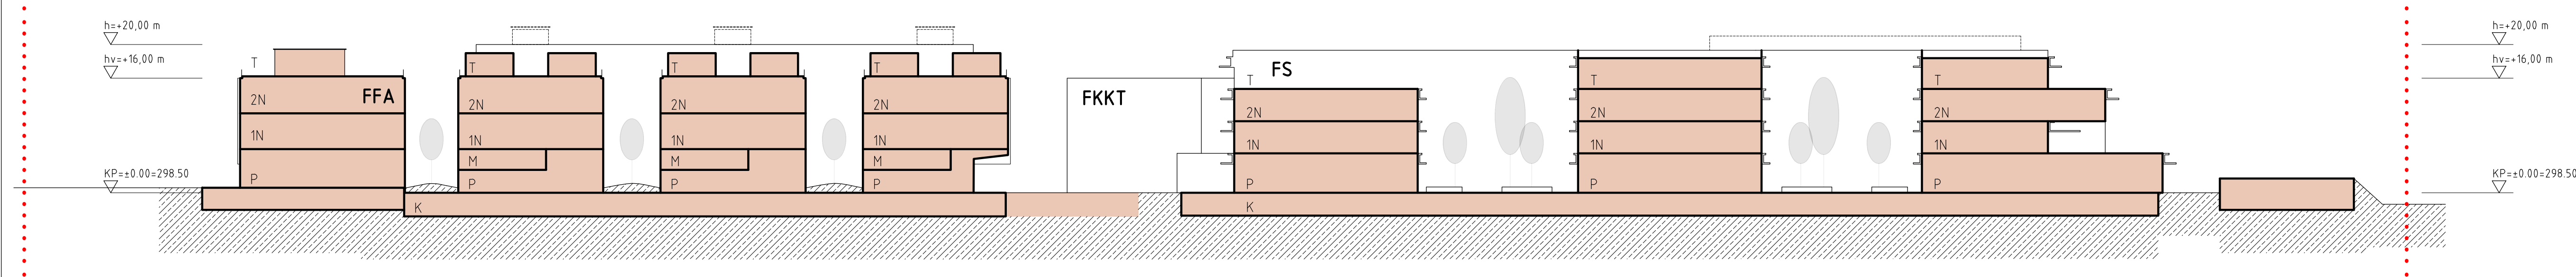 h=+20,00 m
hv=+16,00 m
KP=±0.00=298.50
T
2N
FFA
1N
P
T
2N
1N
M
P
K
T
2N
1N
M
P
T
2N
1N
M
P
FKKT
FS
T
2N
1N
P
K
T
2N
1N
P
T
2N
1N
P
h=+20,00 m
hv=+16,00 m
KP=±0.00=298.50